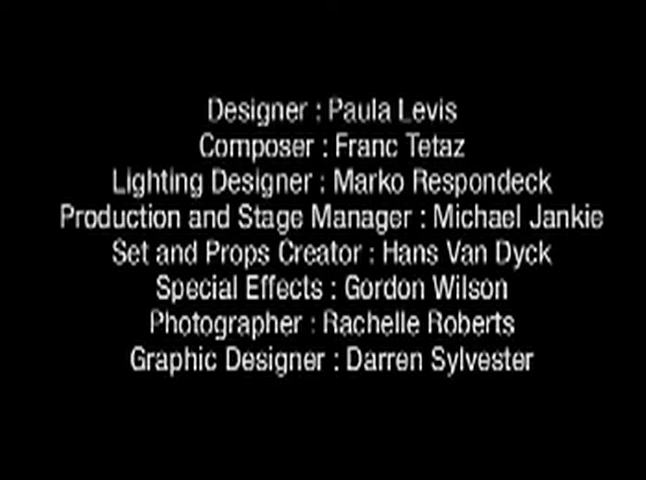 Designer : Paula Levis
Composer : Franc Tetaz
Lighting Designer : Marko Respondeck
Production and Stage Manager : Michael Jankie
Set and Props Creator : Hans Van Dyck
Special Effects : Gordon Wilson
Photographer : Rachelle Roberts
Graphic Designer : Darren Sylvester